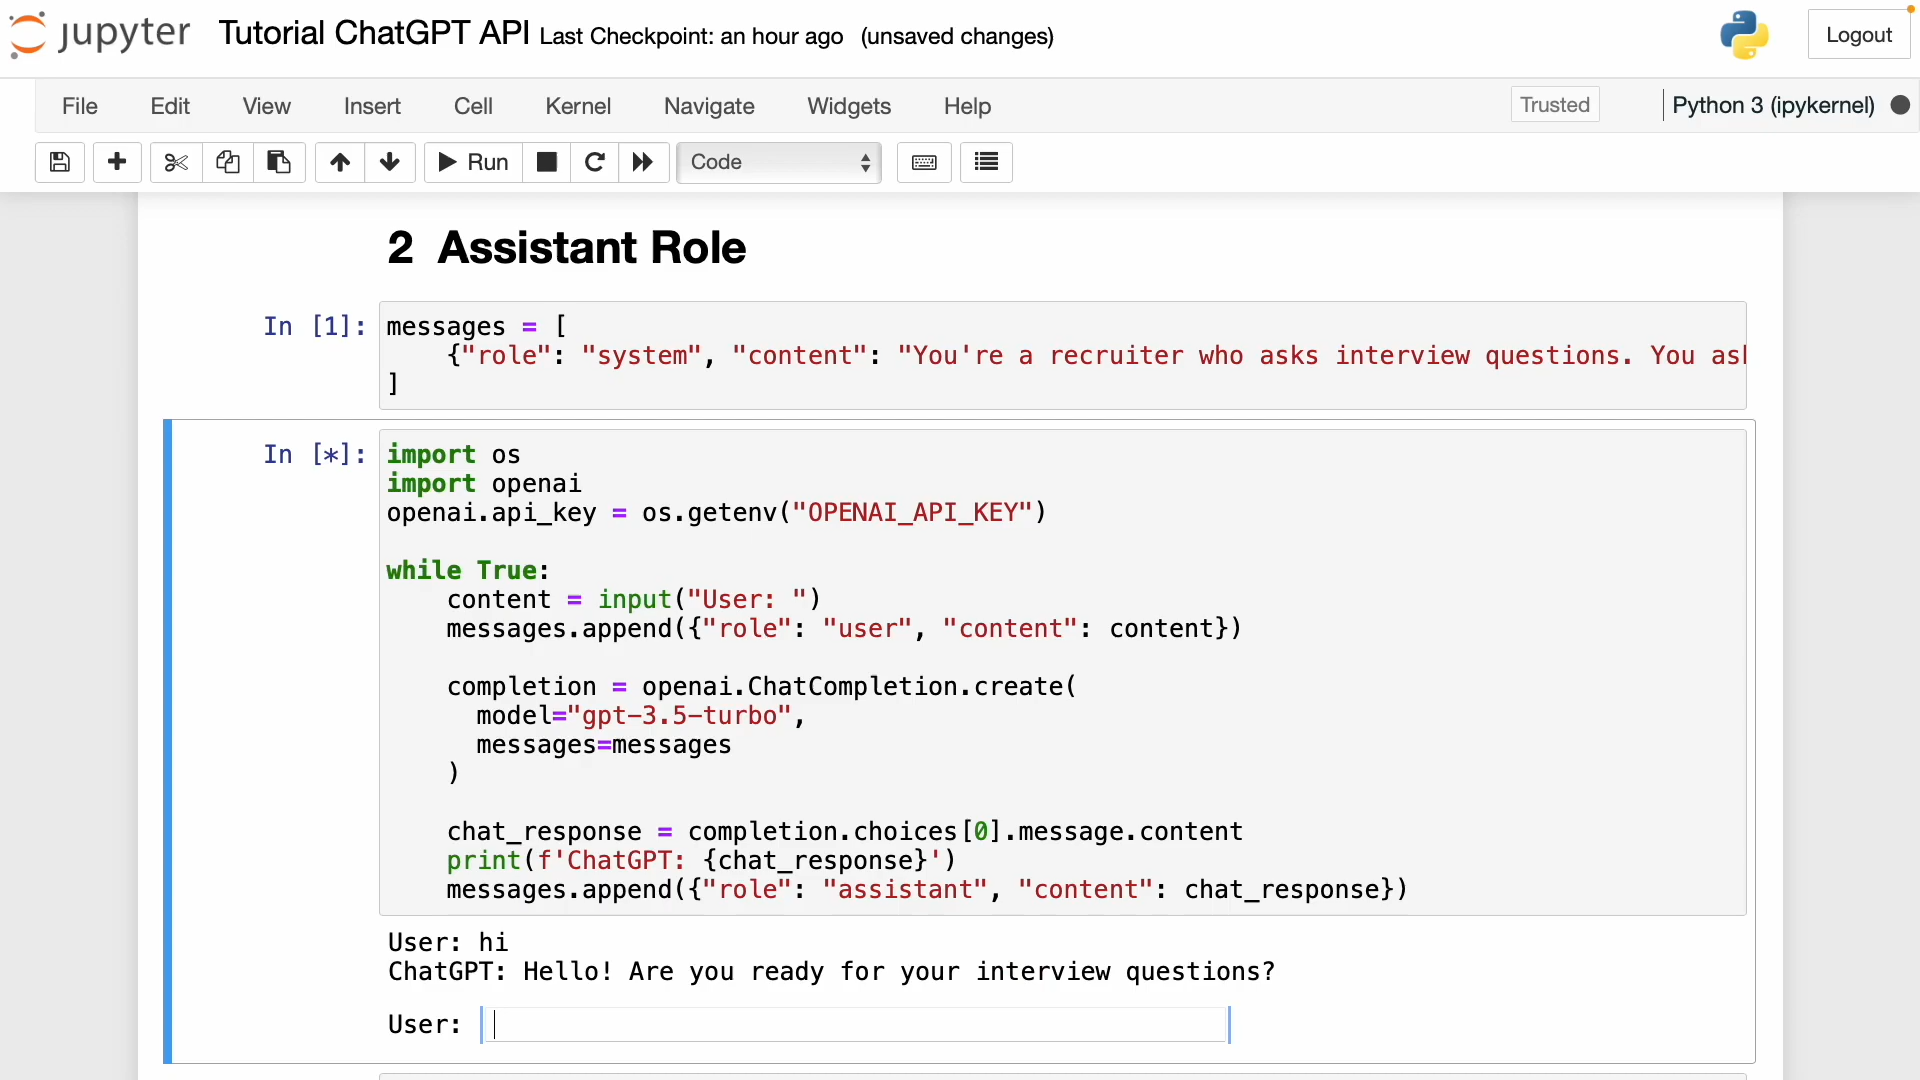 jupyter Tutorial ChatGPT API Last Checkpoint: an hour ago (unsaved changes) Logout
File Edit View Insert Cell Kernel Navigate Widgets Help Trusted Python 3 (ipykernel)
Run Code
2 Assistant Role
In [1]: messages = [
    {"role": "system", "content": "You're a recruiter who asks interview questions. You ask
]
In [*]: import os
import openai
openai.api_key = os.getenv("OPENAI_API_KEY")
while True:
    content = input("User: ")
    messages.append({"role": "user", "content": content})
    completion = openai.ChatCompletion.create(
      model="gpt-3.5-turbo",
      messages=messages
    )
    chat_response = completion.choices[0].message.content
    print(f'ChatGPT: {chat_response}')
    messages.append({"role": "assistant", "content": chat_response})
User: hi
ChatGPT: Hello! Are you ready for your interview questions?
User: